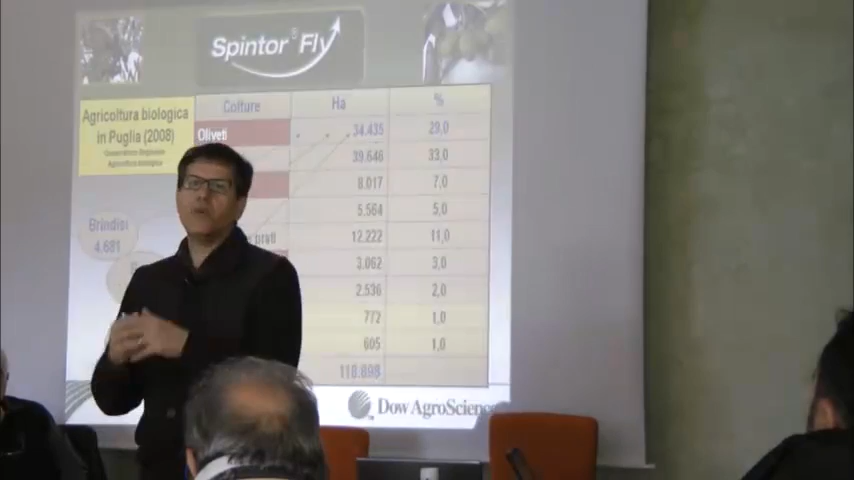 Spintor® Fly
Agricoltura biologica
in Puglia (2008)
Colture Ha %
Oliveti 34.435 29,0
39.646 33,0
8.017 7,0
5.564 5,0
prati 12.222 11,0
3.062 3,0
2.536 2,0
772 1,0
605 1,0
Brindisi
4.681
Dow AgroScience